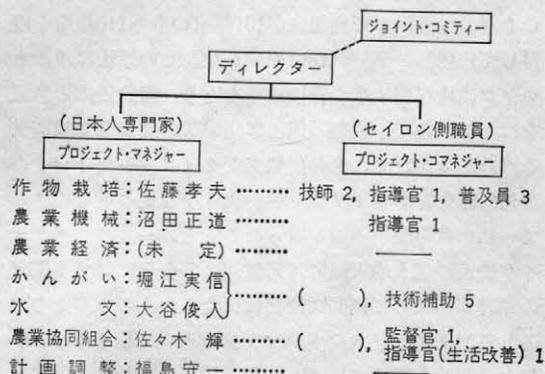 ジョイント・コミティー
ディレクター
(日本人専門家)
(セイロン側職員)
プロジェクト・マネジャー
プロジェクト・コマネジャー
作物栽培:佐藤孝夫………技師 2, 指導官 1, 普及員 3
農業機械:沼田正道………指導官 1
農業経済:(未 定)………
かんがい:堀江実信
水文:大谷俊人………( ), 技術補助 5
農業協同組合:佐々木 輝………( ), 監督官 1,
指導官(生活改善) 1
計画調整:福島守一………